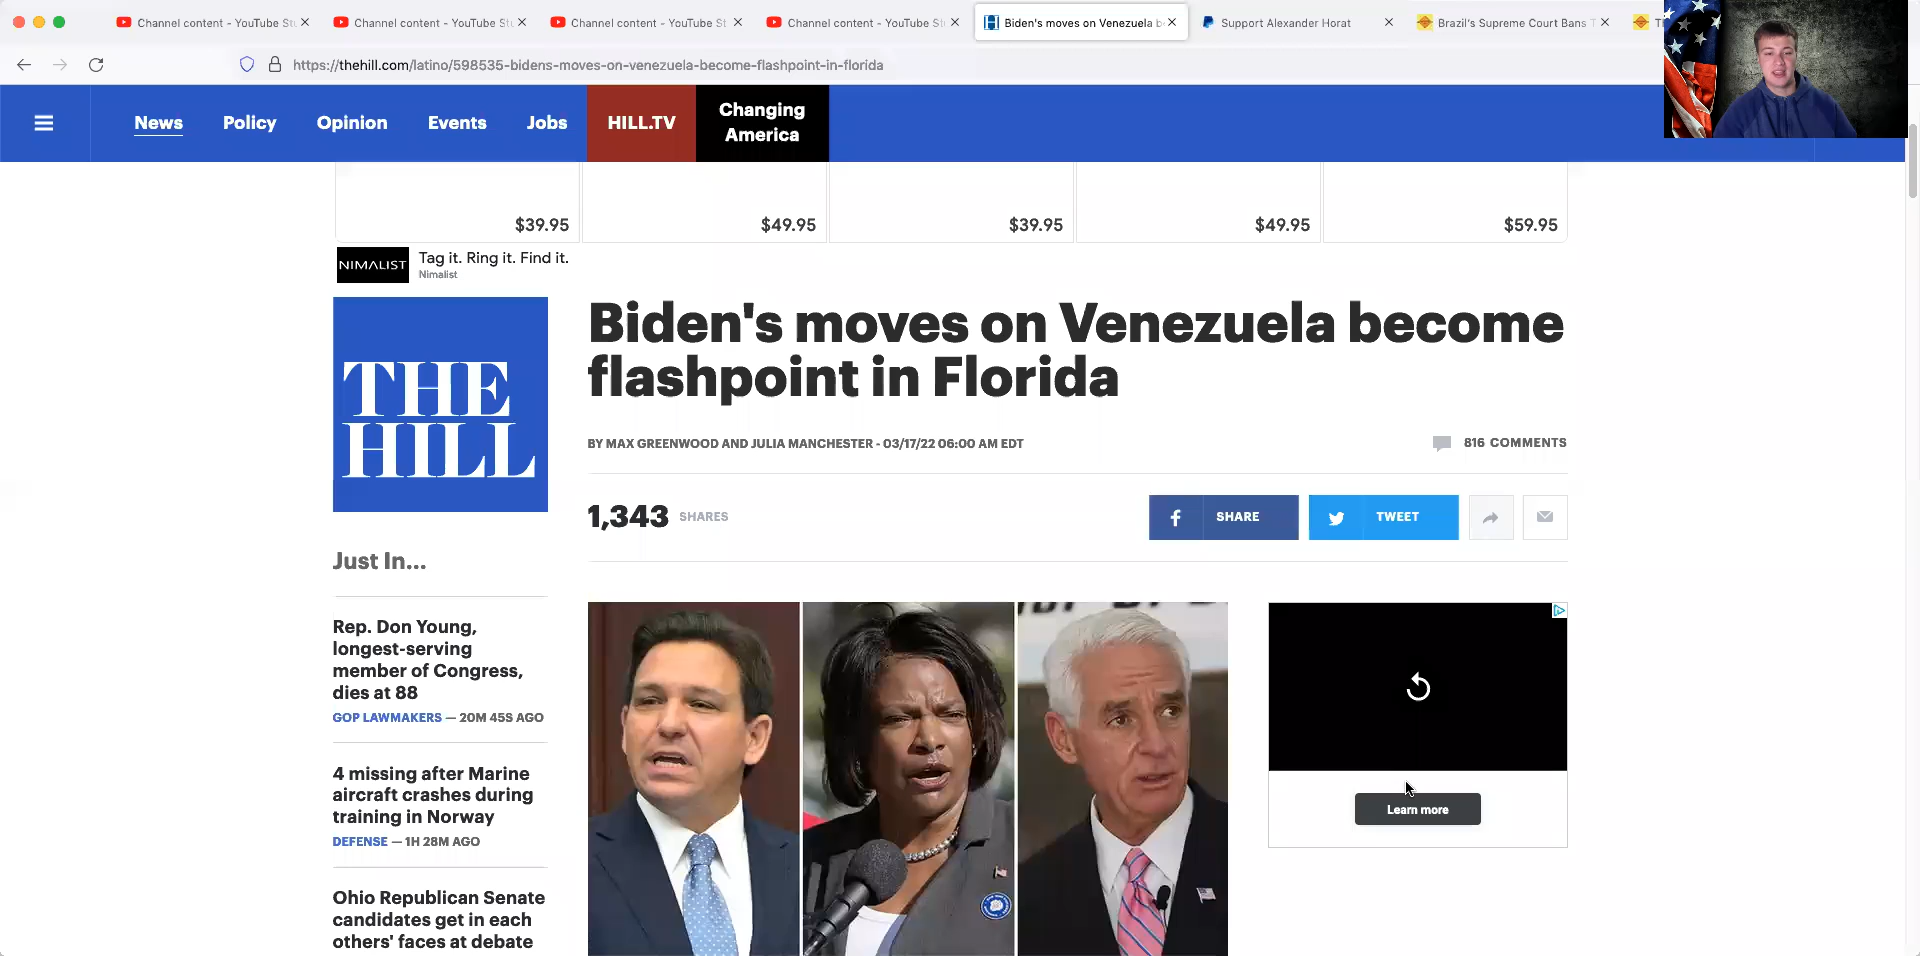 Channel content - YouTube St
Channel content - YouTube St
Channel content - YouTube St
Channel content - YouTube St
Biden's moves on Venezuela b
Support Alexander Horat
Brazil's Supreme Court Bans T
https://thehill.com/latino/598535-bidens-moves-on-venezuela-become-flashpoint-in-florida
News
Policy
Opinion
Events
Jobs
HILL.TV
Changing
America
$39.95
$49.95
$39.95
$49.95
$59.95
NIMALIST
Tag it. Ring it. Find it.
Nimalist
THE
HILL
Biden's moves on Venezuela become
flashpoint in Florida
BY MAX GREENWOOD AND JULIA MANCHESTER - 03/17/22 06:00 AM EDT
816 COMMENTS
1,343 SHARES
SHARE
TWEET
Just In...
Rep. Don Young,
longest-serving
member of Congress,
dies at 88
GOP LAWMAKERS — 20M 45S AGO
4 missing after Marine
aircraft crashes during
training in Norway
DEFENSE — 1H 28M AGO
Ohio Republican Senate
candidates get in each
others' faces at debate
Learn more